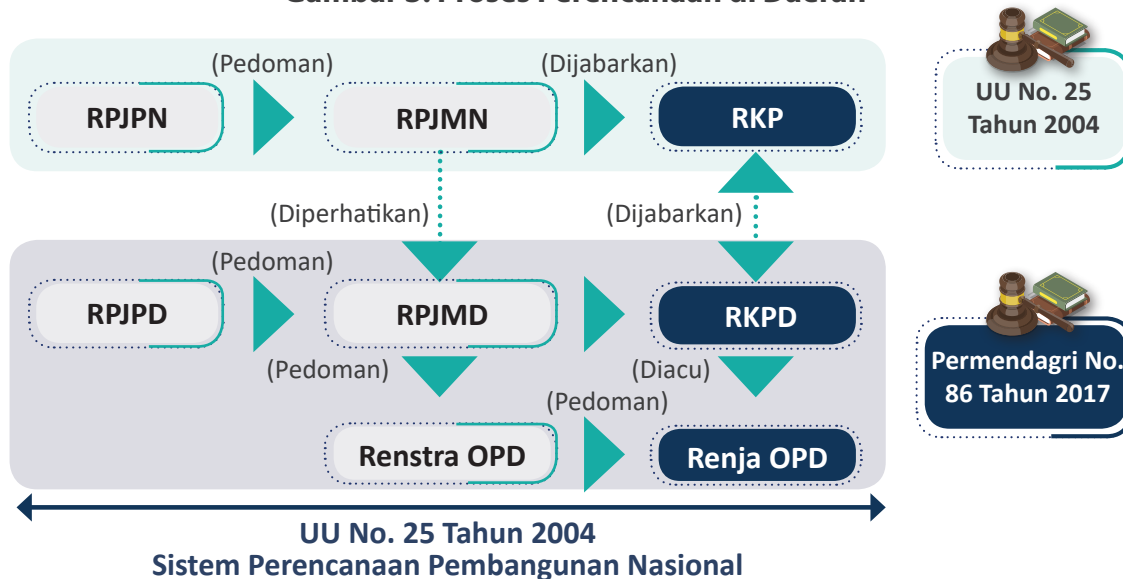 (Pedoman)
(Dijabarkan)
RPJPN
RPJMN
RKP
UU No. 25
Tahun 2004
(Diperhatikan)
(Dijabarkan)
(Pedoman)
RPJPD
RPJMD
RKPD
(Pedoman)
(Diacu)
(Pedoman)
Renstra OPD
Renja OPD
Permendagri No.
86 Tahun 2017
UU No. 25 Tahun 2004
Sistem Perencanaan Pembangunan Nasional